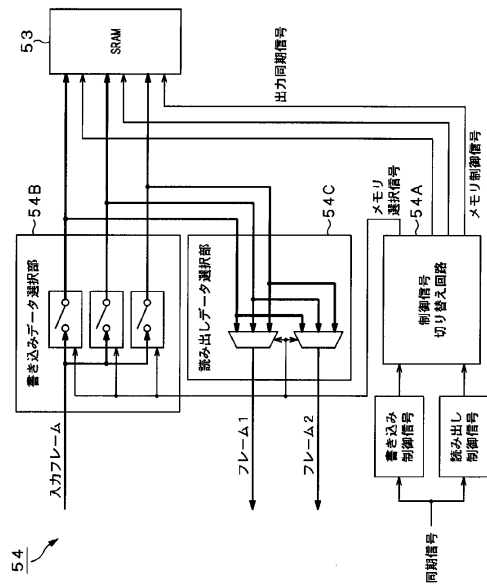 54
53
SRAM
54B
書き込みデータ選択部
54C
読み出しデータ選択部
入力フレーム
フレーム1
フレーム2
出力同期信号
メモリ
選択信号
54A
メモリ制御信号
制御信号
切り替え回路
書き込み
制御信号
読み出し
制御信号
同期信号